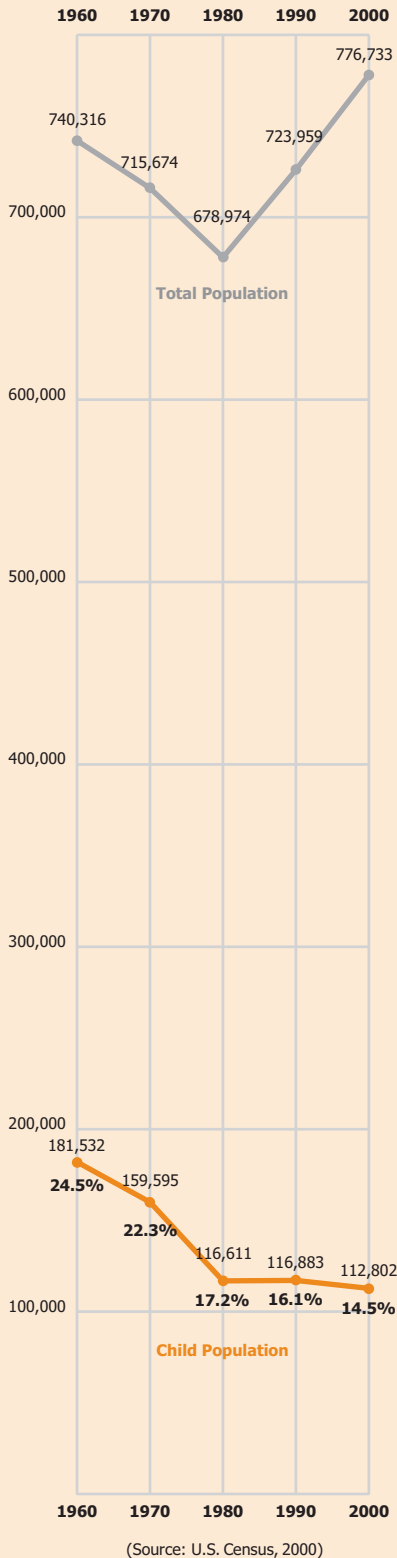 1960 1970 1980 1990 2000
776,733
740,316
723,959
715,674
700,000
678,974
Total Population
600,000
500,000
400,000
300,000
200,000
181,532
24.5%
159,595
22.3%
116,611 116,883 112,802
17.2% 16.1% 14.5%
100,000
Child Population
1960 1970 1980 1990 2000
(Source: U.S. Census, 2000)